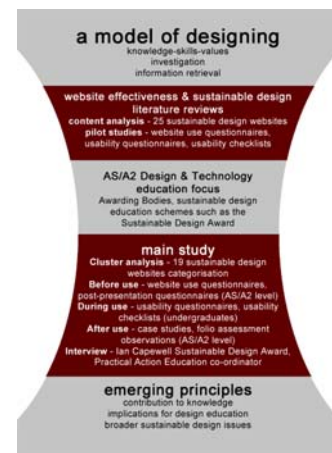 a model of designing
knowledge-skills-values
investigation
information retrieval
website effectiveness & sustainable design
literature reviews
content analysis - 25 sustainable design websites
pilot studies - website use questionnaires,
usability questionnaires, usability checklists
AS/A2 Design & Technology
education focus
Awarding Bodies, sustainable design
education schemes such as the
Sustainable Design Award
main study
Cluster analysis - 19 sustainable design
websites categorisation
Before use - website use questionnaires,
post-presentation questionnaires (AS/A2 level)
During use - usability questionnaires, usability
checklists (undergraduates)
After use - case studies, folio assessment
observations (AS/A2 level)
Interview - Ian Capewell Sustainable Design Award,
Practical Action Education co-ordinator
emerging principles
contribution to knowledge
implications for design education
broader sustainable design issues